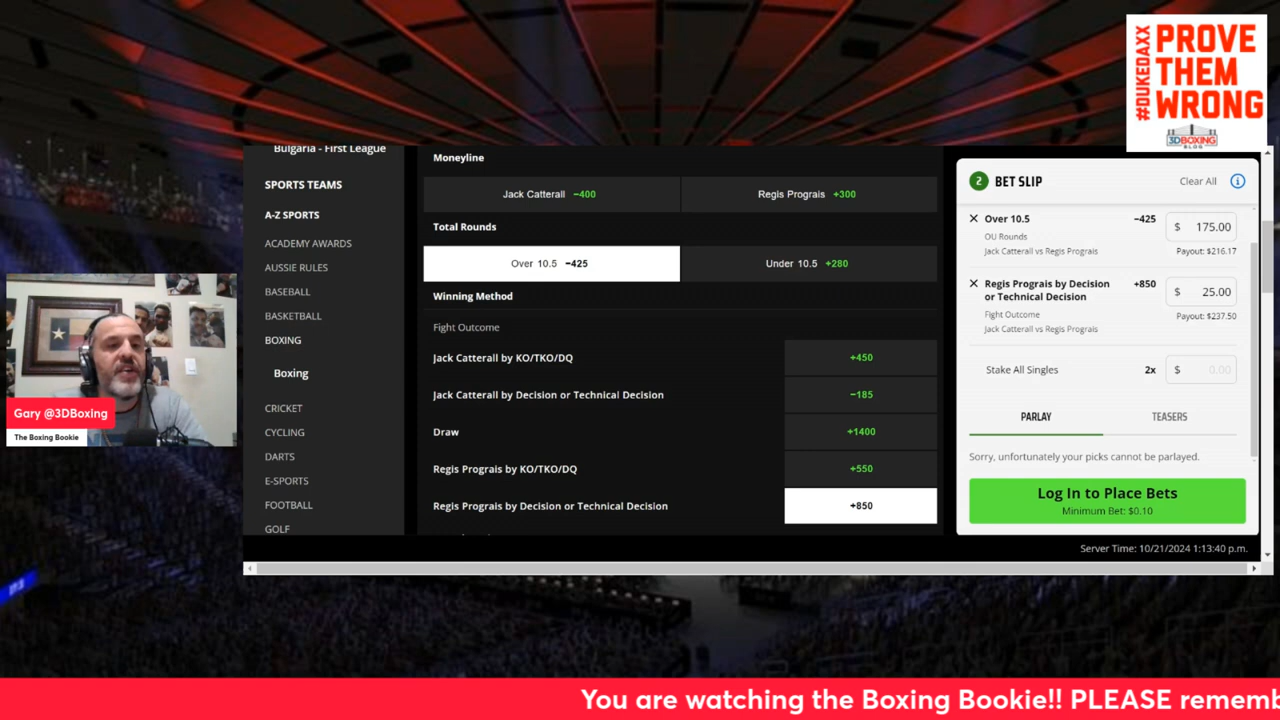 #DUKEDAXX
PROVE
THEM
WRONG
3DBOXING
BLOG
Bulgaria - First League
SPORTS TEAMS
A-Z SPORTS
ACADEMY AWARDS
AUSSIE RULES
BASEBALL
BASKETBALL
BOXING
Boxing
CRICKET
CYCLING
DARTS
E-SPORTS
FOOTBALL
GOLF
Moneyline
Jack Catterall −400
Regis Prograis +300
Total Rounds
Over 10.5 −425
Under 10.5 +280
Winning Method
Fight Outcome
Jack Catterall by KO/TKO/DQ +450
Jack Catterall by Decision or Technical Decision −185
Draw +1400
Regis Prograis by KO/TKO/DQ +550
Regis Prograis by Decision or Technical Decision +850
2 BET SLIP Clear All i
Over 10.5 −425 $ 175.00
OU Rounds
Jack Catterall vs Regis Prograis Payout: $216.17
Regis Prograis by Decision +850 $ 25.00
or Technical Decision
Fight Outcome Payout: $237.50
Jack Catterall vs Regis Prograis
Stake All Singles 2x $ 0.00
PARLAY TEASERS
Sorry, unfortunately your picks cannot be parlayed.
Log In to Place Bets
Minimum Bet: $0.10
Server Time: 10/21/2024 1:13:40 p.m.
Gary @3DBoxing
The Boxing Bookie
You are watching the Boxing Bookie!! PLEASE rememb